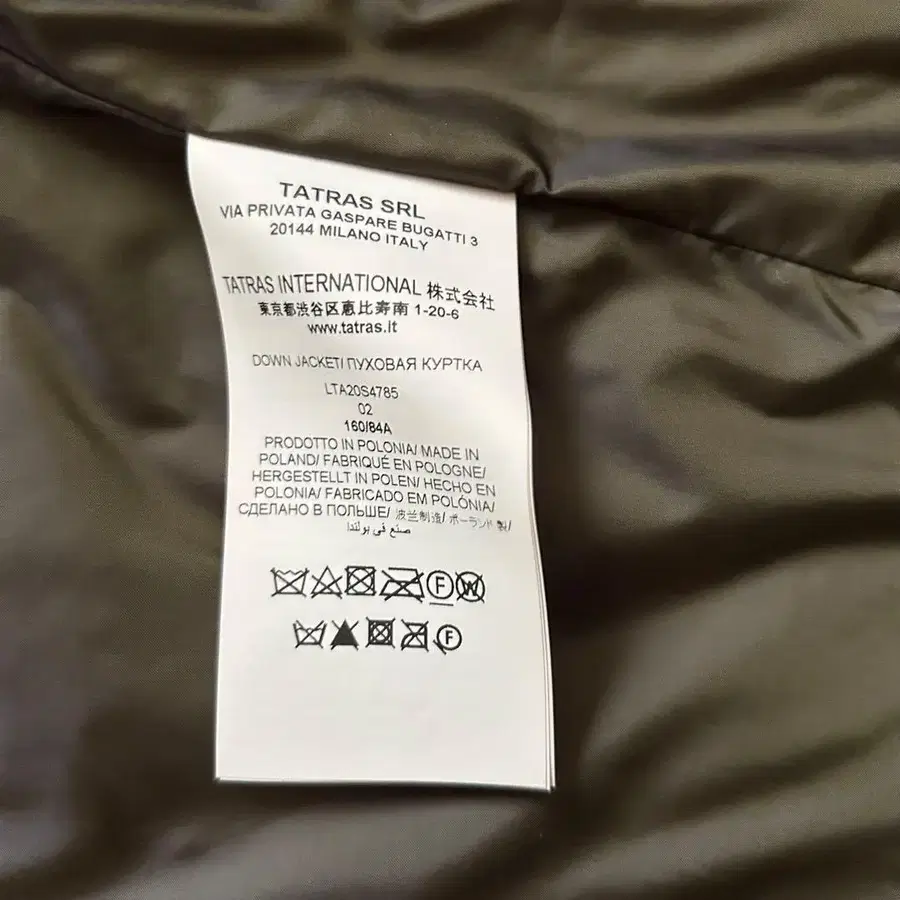 TATRAS SRL
VIA PRIVATA GASPARE BUGATTI 3
20144 MILANO ITALY
TATRAS INTERNATIONAL 株式会社
東京都渋谷区恵比寿南 1-20-6
www.tatras.it
DOWN JACKET/ ПУХОВАЯ КУРТКА
LTA20S4785
02
160/84A
PRODOTTO IN POLONIA/ MADE IN
POLAND/ FABRIQUÉ EN POLOGNE/
HERGESTELLT IN POLEN/ HECHO EN
POLONIA/ FABRICADO EM POLÓNIA/
СДЕЛАНО В ПОЛЬШЕ/ 波兰制造/ ポーランド製/
صنع في بولندا
F W
F